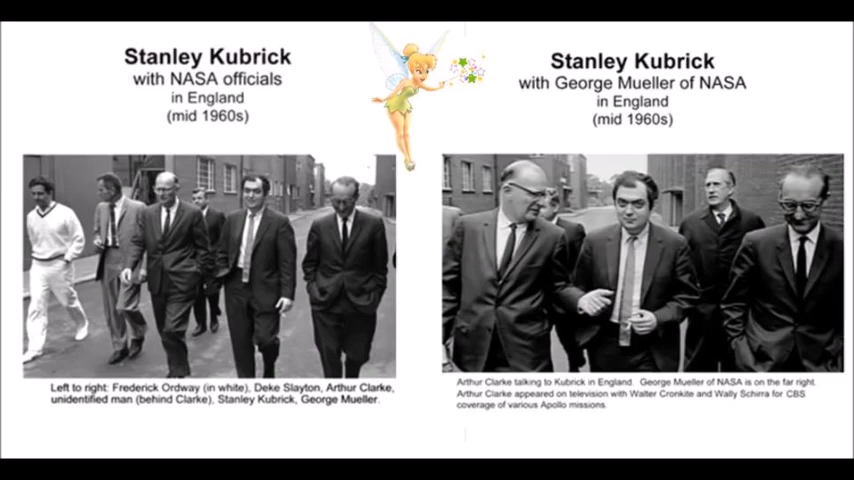 Stanley Kubrick
with NASA officials
in England
(mid 1960s)
Left to right: Frederick Ordway (in white), Deke Slayton, Arthur Clarke,
unidentified man (behind Clarke), Stanley Kubrick, George Mueller.
Stanley Kubrick
with George Mueller of NASA
in England
(mid 1960s)
Arthur Clarke talking to Kubrick in England. George Mueller of NASA is on the far right.
Arthur Clarke appeared on television with Walter Cronkite and Wally Schirra for CBS
coverage of various Apollo missions.